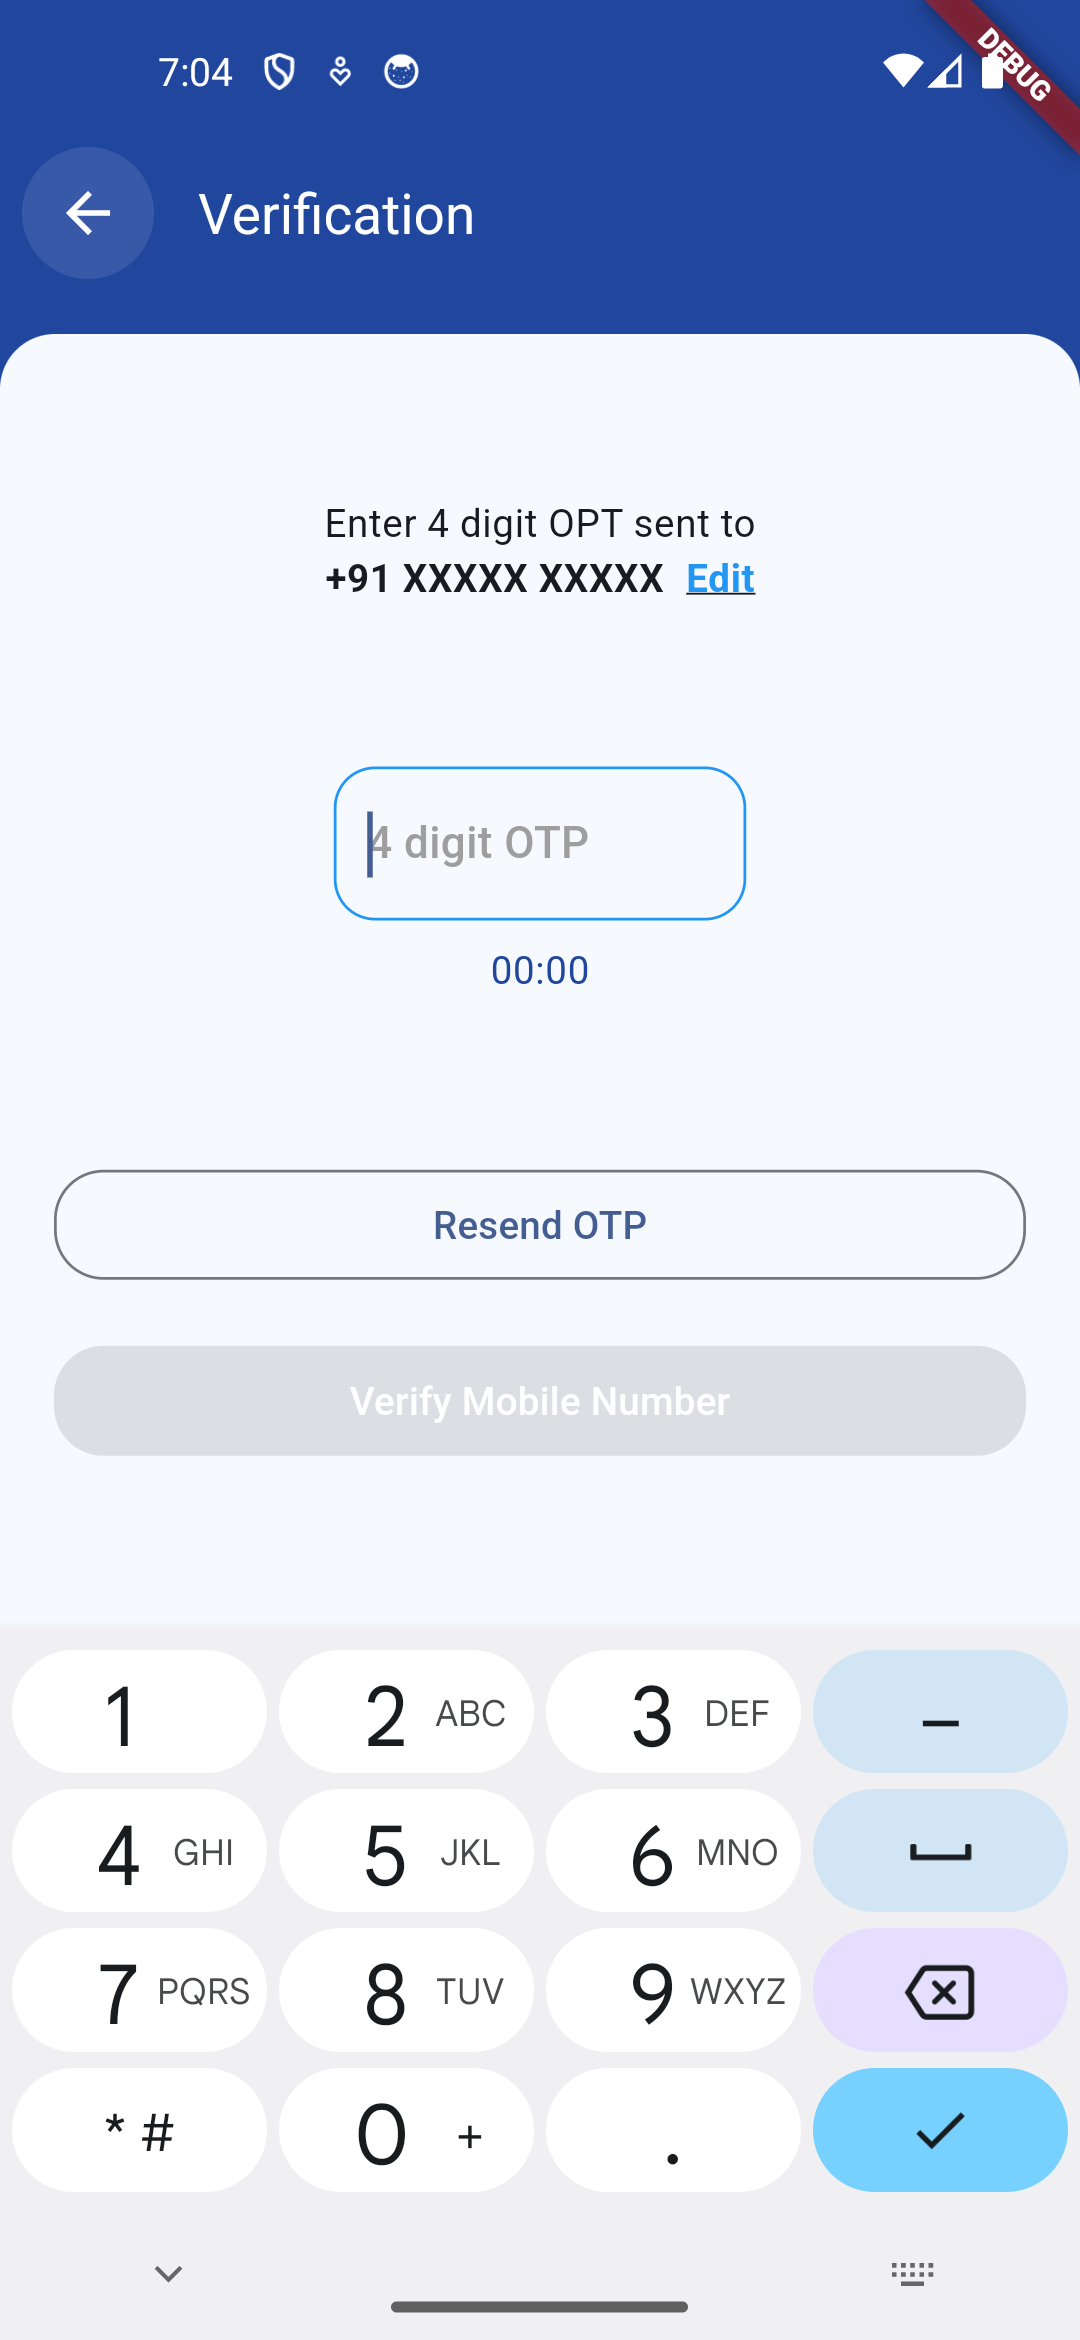 7:04
DEBUG
Verification
Enter 4 digit OPT sent to
+91 XXXXX XXXXX Edit
4 digit OTP
00:00
Resend OTP
Verify Mobile Number
1 2 ABC 3 DEF –
4 GHI 5 JKL 6 MNO
7 PQRS 8 TUV 9 WXYZ
* # 0 + .